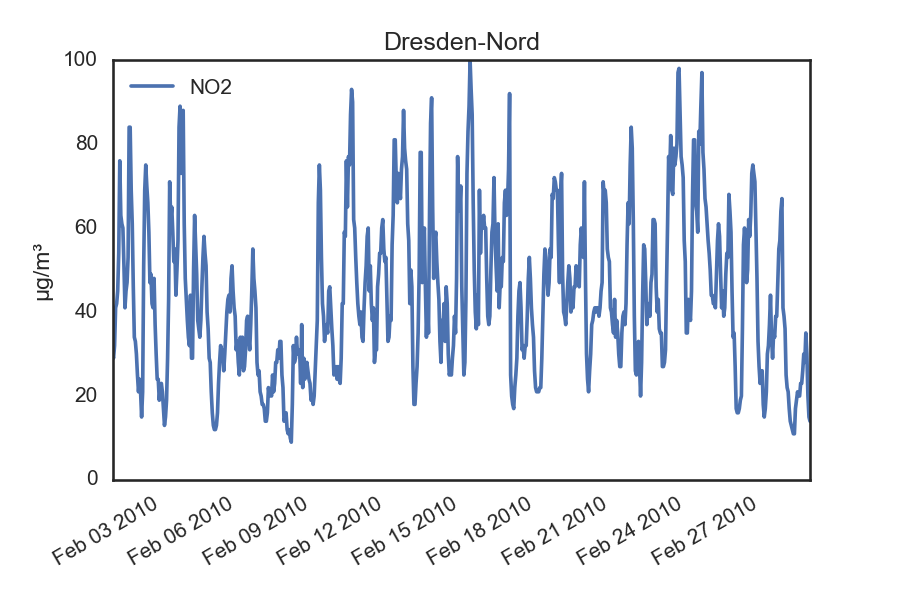 Dresden-Nord
100
80
60
40
20
0
µg/m³
NO2
Feb 03 2010
Feb 06 2010
Feb 09 2010
Feb 12 2010
Feb 15 2010
Feb 18 2010
Feb 21 2010
Feb 24 2010
Feb 27 2010